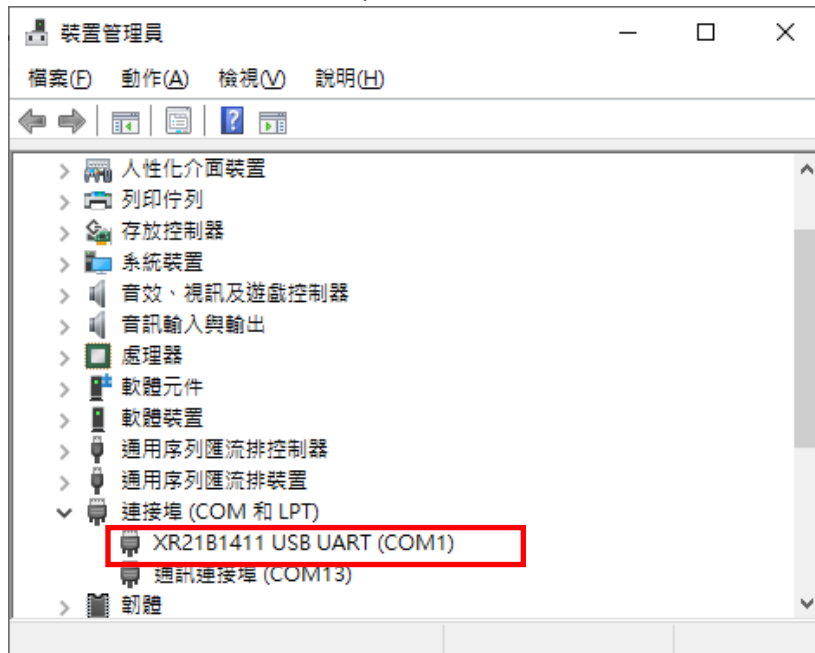 裝置管理員
檔案(F) 動作(A) 檢視(V) 說明(H)
人性化介面裝置
列印佇列
存放控制器
系統裝置
音效、視訊及遊戲控制器
音訊輸入與輸出
處理器
軟體元件
軟體裝置
通用序列匯流排控制器
通用序列匯流排裝置
連接埠 (COM 和 LPT)
XR21B1411 USB UART (COM1)
通訊連接埠 (COM13)
韌體